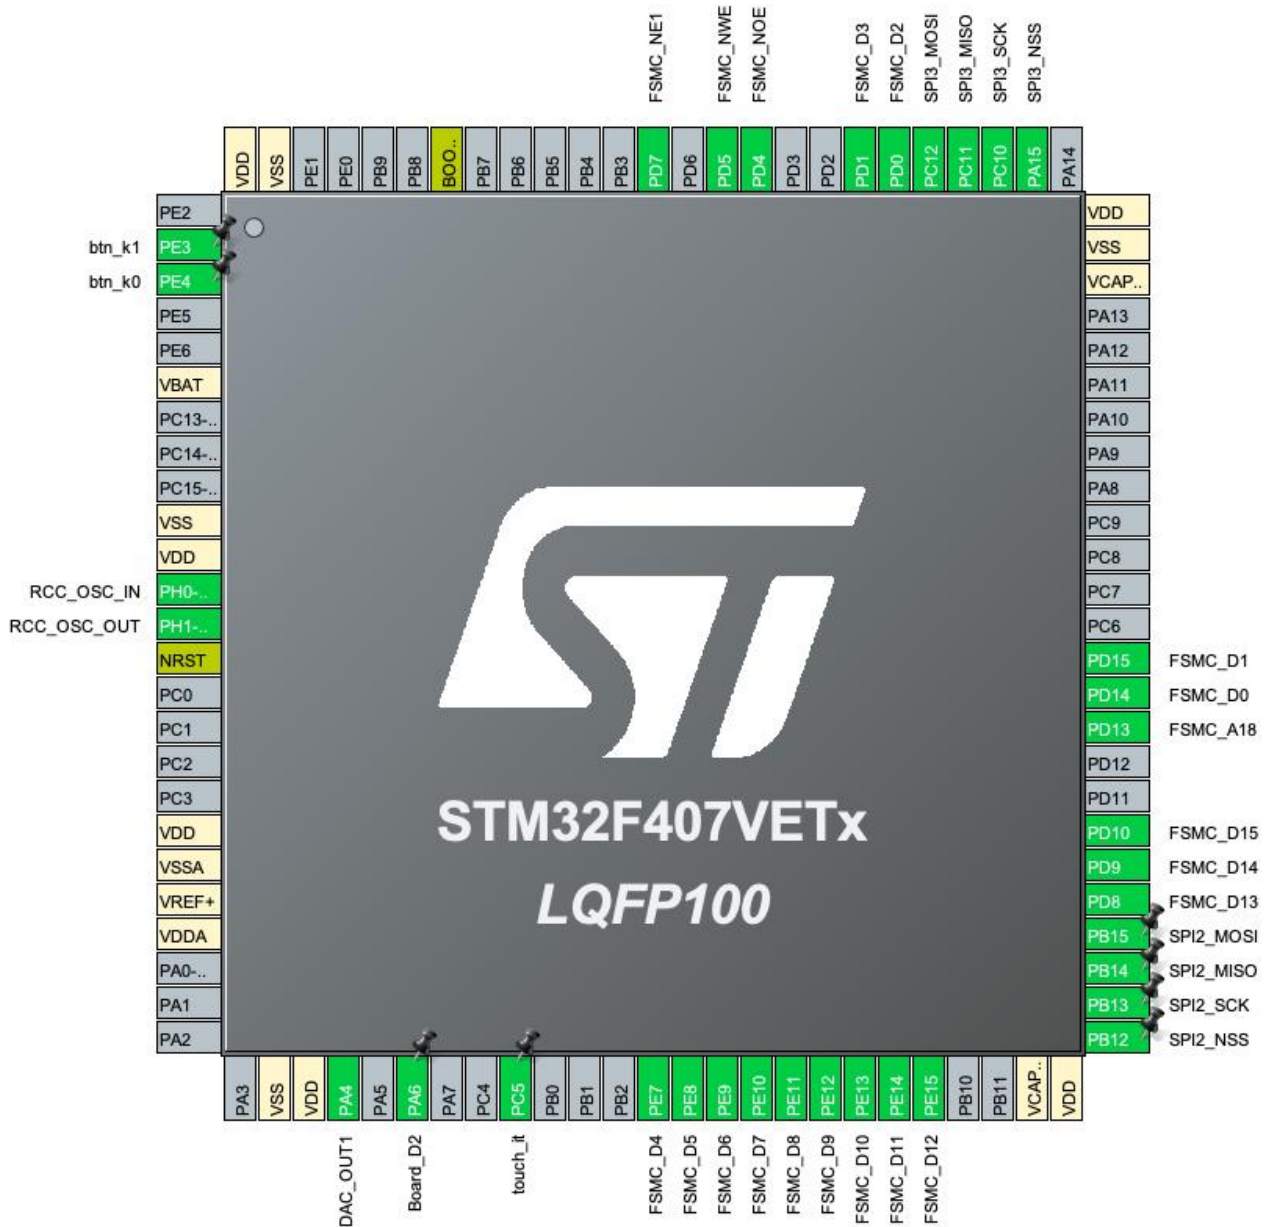 FSMC_NE1
FSMC_NWE
FSMC_NOE
FSMC_D3
FSMC_D2
SPI3_MOSI
SPI3_MISO
SPI3_SCK
SPI3_NSS
VDD
VSS
PE1
PE0
PB9
PB8
BOO..
PB7
PB6
PB5
PB4
PB3
PD7
PD6
PD5
PD4
PD3
PD2
PD1
PD0
PC12
PC11
PC10
PA15
PA14
PE2
btn_k1 PE3
btn_k0 PE4
PE5
PE6
VBAT
PC13-..
PC14-..
PC15-..
VSS
VDD
RCC_OSC_IN PH0-..
RCC_OSC_OUT PH1-..
NRST
PC0
PC1
PC2
PC3
VDD
VSSA
VREF+
VDDA
PA0-..
PA1
PA2
ST
STM32F407VETx
LQFP100
VDD
VSS
VCAP..
PA13
PA12
PA11
PA10
PA9
PA8
PC9
PC8
PC7
PC6
PD15 FSMC_D1
PD14 FSMC_D0
PD13 FSMC_A18
PD12
PD11
PD10 FSMC_D15
PD9 FSMC_D14
PD8 FSMC_D13
PB15 SPI2_MOSI
PB14 SPI2_MISO
PB13 SPI2_SCK
PB12 SPI2_NSS
PA3
VSS
VDD
PA4
PA5
PA6
PA7
PC4
PC5
PB0
PB1
PB2
PE7
PE8
PE9
PE10
PE11
PE12
PE13
PE14
PE15
PB10
PB11
VCAP..
VDD
DAC_OUT1
Board_D2
touch_it
FSMC_D4
FSMC_D5
FSMC_D6
FSMC_D7
FSMC_D8
FSMC_D9
FSMC_D10
FSMC_D11
FSMC_D12